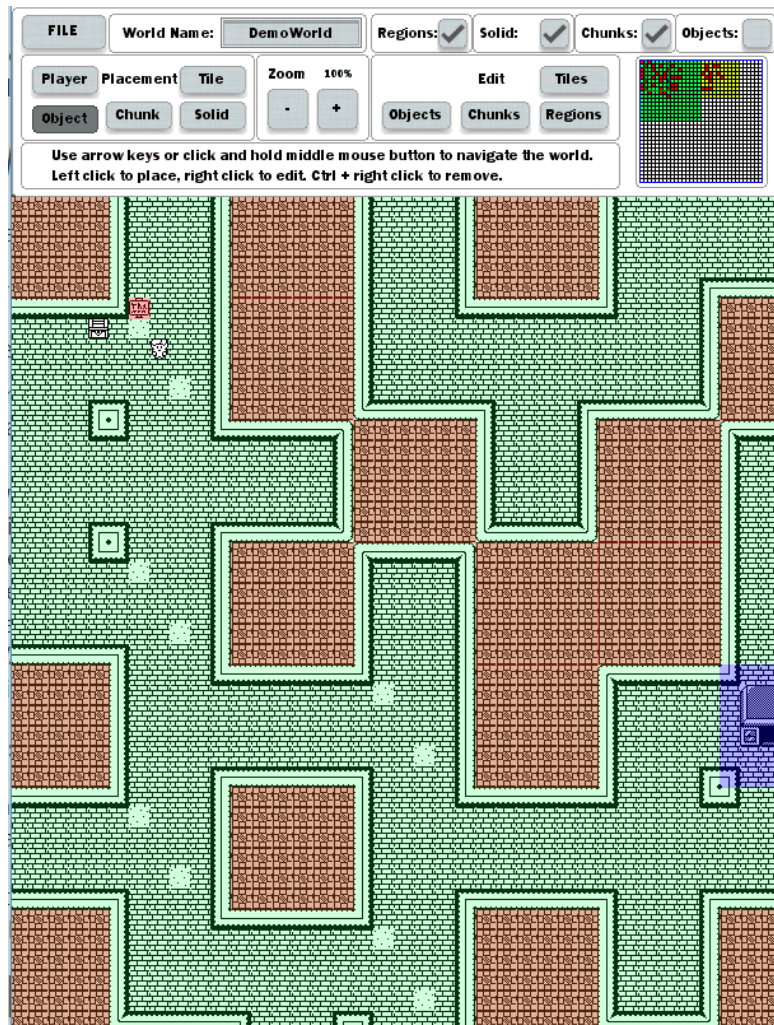 FILE World Name: DemoWorld Regions: Solid: Chunks: Objects:
Player Placement Tile Zoom 100% Edit Tiles
Object Chunk Solid - + Objects Chunks Regions
Use arrow keys or click and hold middle mouse button to navigate the world.
Left click to place, right click to edit. Ctrl + right click to remove.